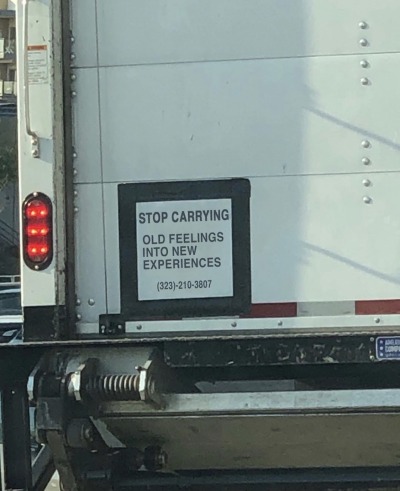 STOP CARRYING
OLD FEELINGS
INTO NEW
EXPERIENCES
(323)-210-3807